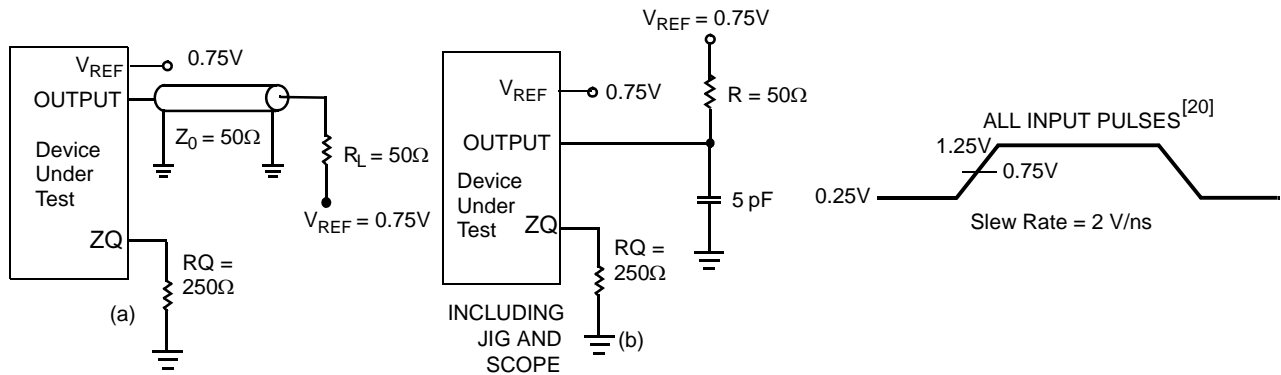 V_REF
0.75V
OUTPUT
Z_0 = 50Ω
Device
Under
Test
R_L = 50Ω
V_REF = 0.75V
ZQ
RQ =
250Ω
(a)
V_REF = 0.75V
R = 50Ω
V_REF
0.75V
OUTPUT
Device
Under
Test
5 pF
ZQ
RQ =
250Ω
INCLUDING
JIG AND
SCOPE
(b)
ALL INPUT PULSES[20]
1.25V
0.75V
0.25V
Slew Rate = 2 V/ns